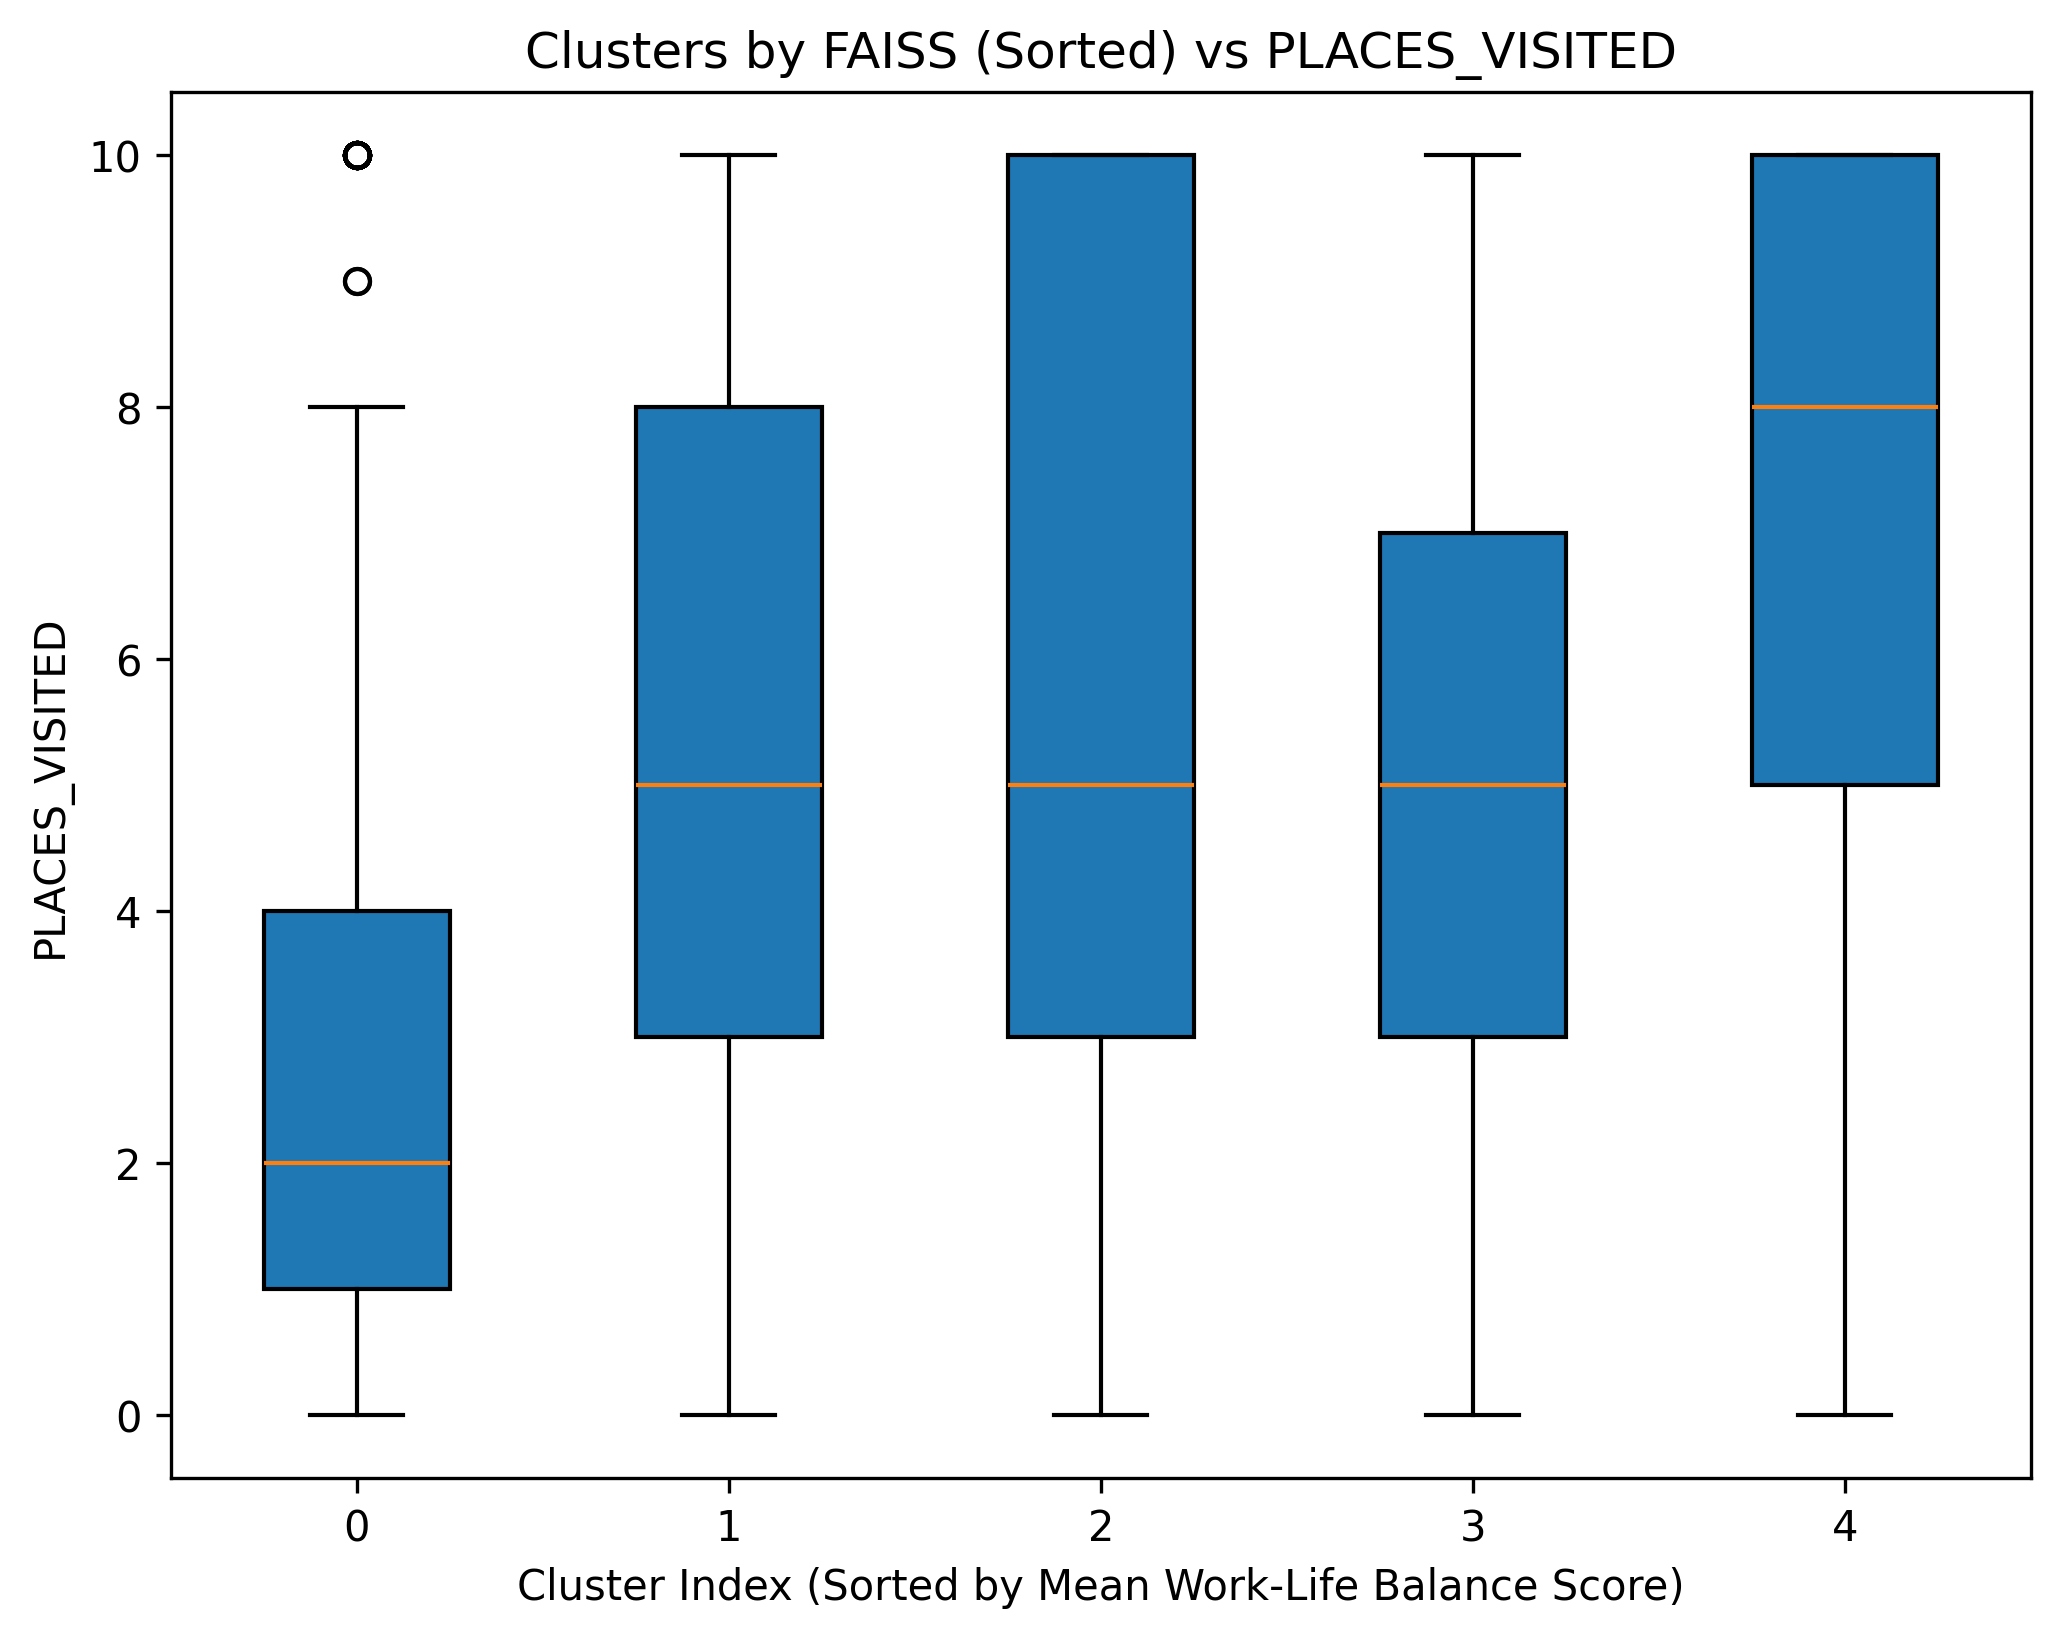 Clusters by FAISS (Sorted) vs PLACES_VISITED
10
8
6
4
2
0
PLACES_VISITED
0 1 2 3 4
Cluster Index (Sorted by Mean Work-Life Balance Score)